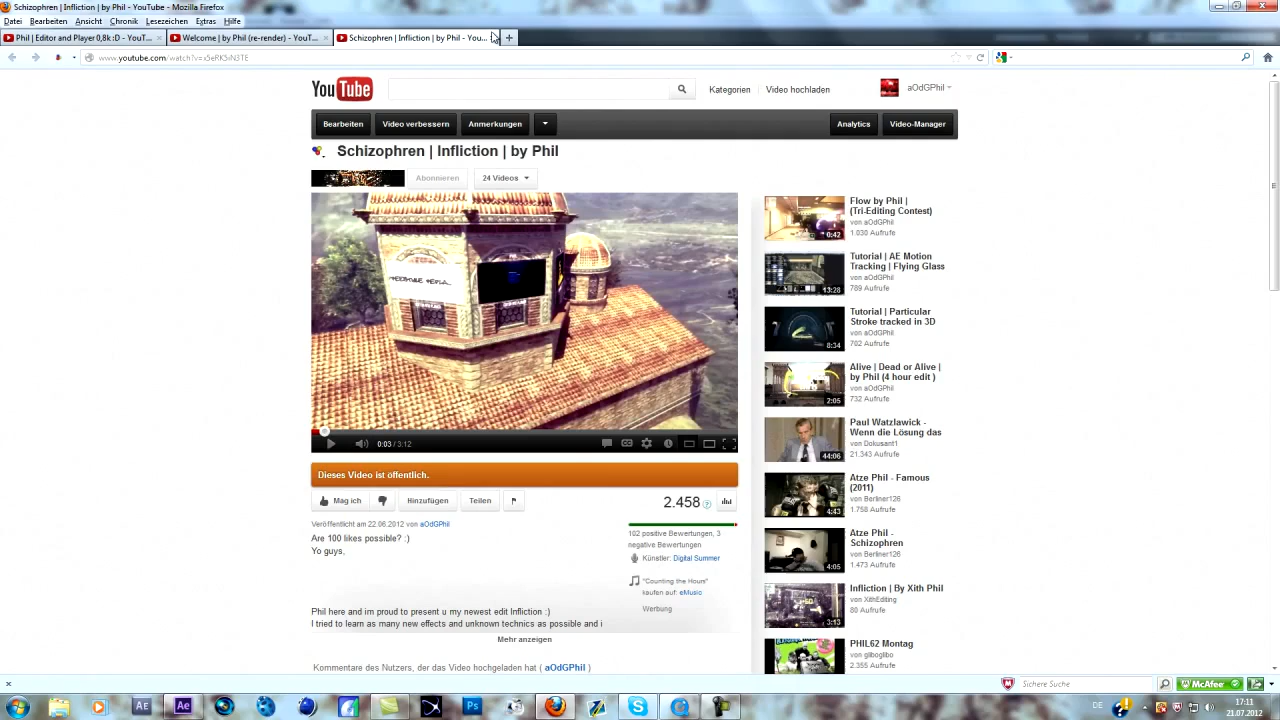 Schizophren | Infliction | by Phil - YouTube - Mozilla Firefox
Datei Bearbeiten Ansicht Chronik Lesezeichen Extras Hilfe
Phil | Editor and Player 0,8k :D - YouT...
Welcome | by Phil (re-render) - YouT...
Schizophren | Infliction | by Phil - You...
YouTube
Kategorien
Video hochladen
aOdGPhil
Bearbeiten
Video verbessern
Anmerkungen
Analytics
Video-Manager
Schizophren | Infliction | by Phil
Abonnieren
24 Videos
0:03 / 3:12
Dieses Video ist öffentlich.
Mag ich
Hinzufügen
Teilen
2.458
Veröffentlicht am 22.06.2012 von aOdGPhil
Are 100 likes possible? :)
Yo guys,
Phil here and im proud to present u my newest edit Infliction :)
I tried to learn as many new effects and unknown technics as possible and i
Mehr anzeigen
102 positive Bewertungen, 3
negative Bewertungen
Künstler: Digital Summer
"Counting the Hours"
kaufen auf: eMusic
Werbung
Kommentare des Nutzers, der das Video hochgeladen hat ( aOdGPhil )
Flow by Phil |
(Tri-Editing Contest)
von aOdGPhil
1.030 Aufrufe
0:42
Tutorial | AE Motion
Tracking | Flying Glass
von aOdGPhil
789 Aufrufe
13:28
Tutorial | Particular
Stroke tracked in 3D
von aOdGPhil
702 Aufrufe
8:34
Alive | Dead or Alive |
by Phil (4 hour edit )
von aOdGPhil
732 Aufrufe
2:05
Paul Watzlawick -
Wenn die Lösung das
von Dokusant1
21.343 Aufrufe
44:06
Atze Phil - Famous
(2011)
von Berliner126
1.758 Aufrufe
4:43
Atze Phil -
Schizophren
von Berliner126
1.473 Aufrufe
4:05
Infliction | By Xith Phil
von XithEditing
80 Aufrufe
3:13
PHIL62 Montag
von gliboglibo
2.355 Aufrufe
Sichere Suche
McAfee
Ae
Ae
Ps
DE
17:11
21.07.2012